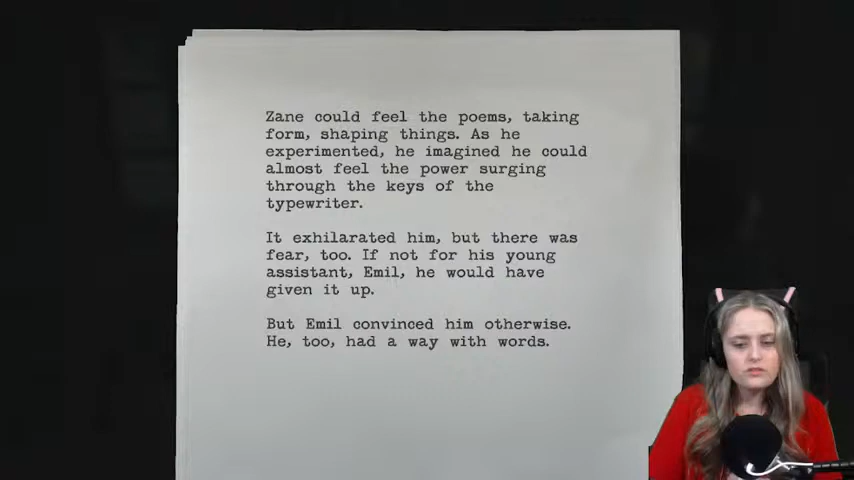 Zane could feel the poems, taking
form, shaping things. As he
experimented, he imagined he could
almost feel the power surging
through the keys of the
typewriter.
It exhilarated him, but there was
fear, too. If not for his young
assistant, Emil, he would have
given it up.
But Emil convinced him otherwise.
He, too, had a way with words.